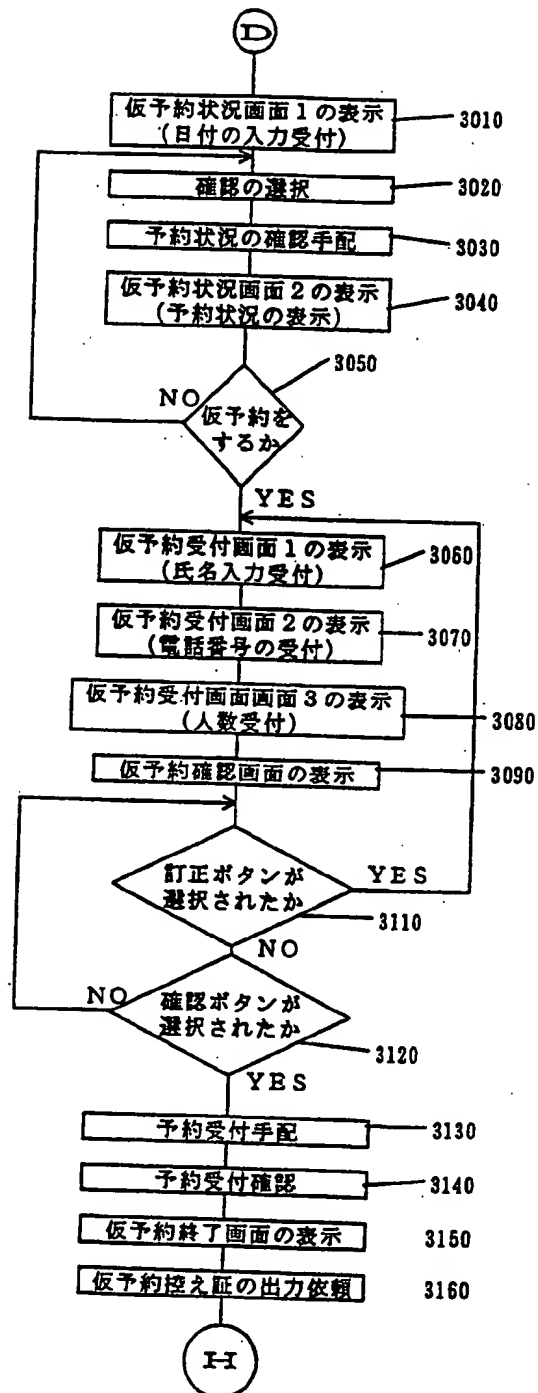 D
仮予約状況画面1の表示
(日付の入力受付)
3010
確認の選択
3020
予約状況の確認手配
3030
仮予約状況画面2の表示
(予約状況の表示)
3040
3050
NO
仮予約を
するか
YES
仮予約受付画面1の表示
(氏名入力受付)
3060
仮予約受付画面2の表示
(電話番号の受付)
3070
仮予約受付画面画面3の表示
(人数受付)
3080
仮予約確認画面の表示
3090
訂正ボタンが
選択されたか
YES
3110
NO
NO
確認ボタンが
選択されたか
3120
YES
予約受付手配
3130
予約受付確認
3140
仮予約終了画面の表示
3150
仮予約控え証の出力依頼
3160
H